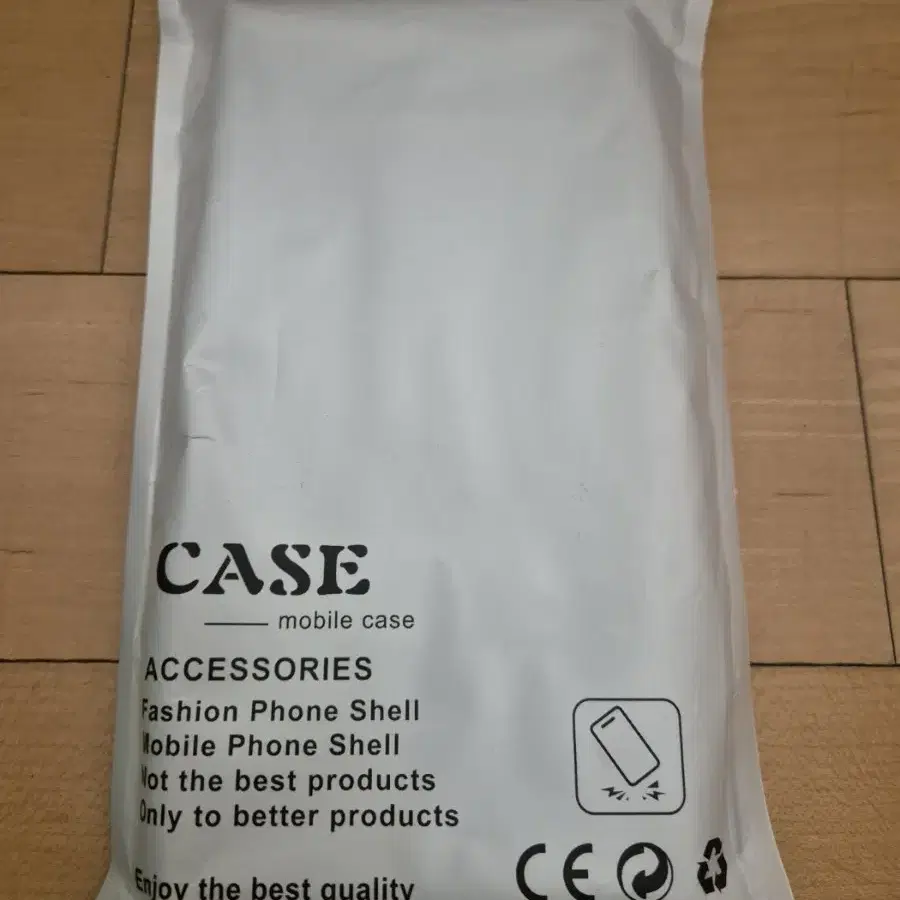 CASE
mobile case
ACCESSORIES
Fashion Phone Shell
Mobile Phone Shell
Not the best products
Only to better products
Enjoy the best quality
CE